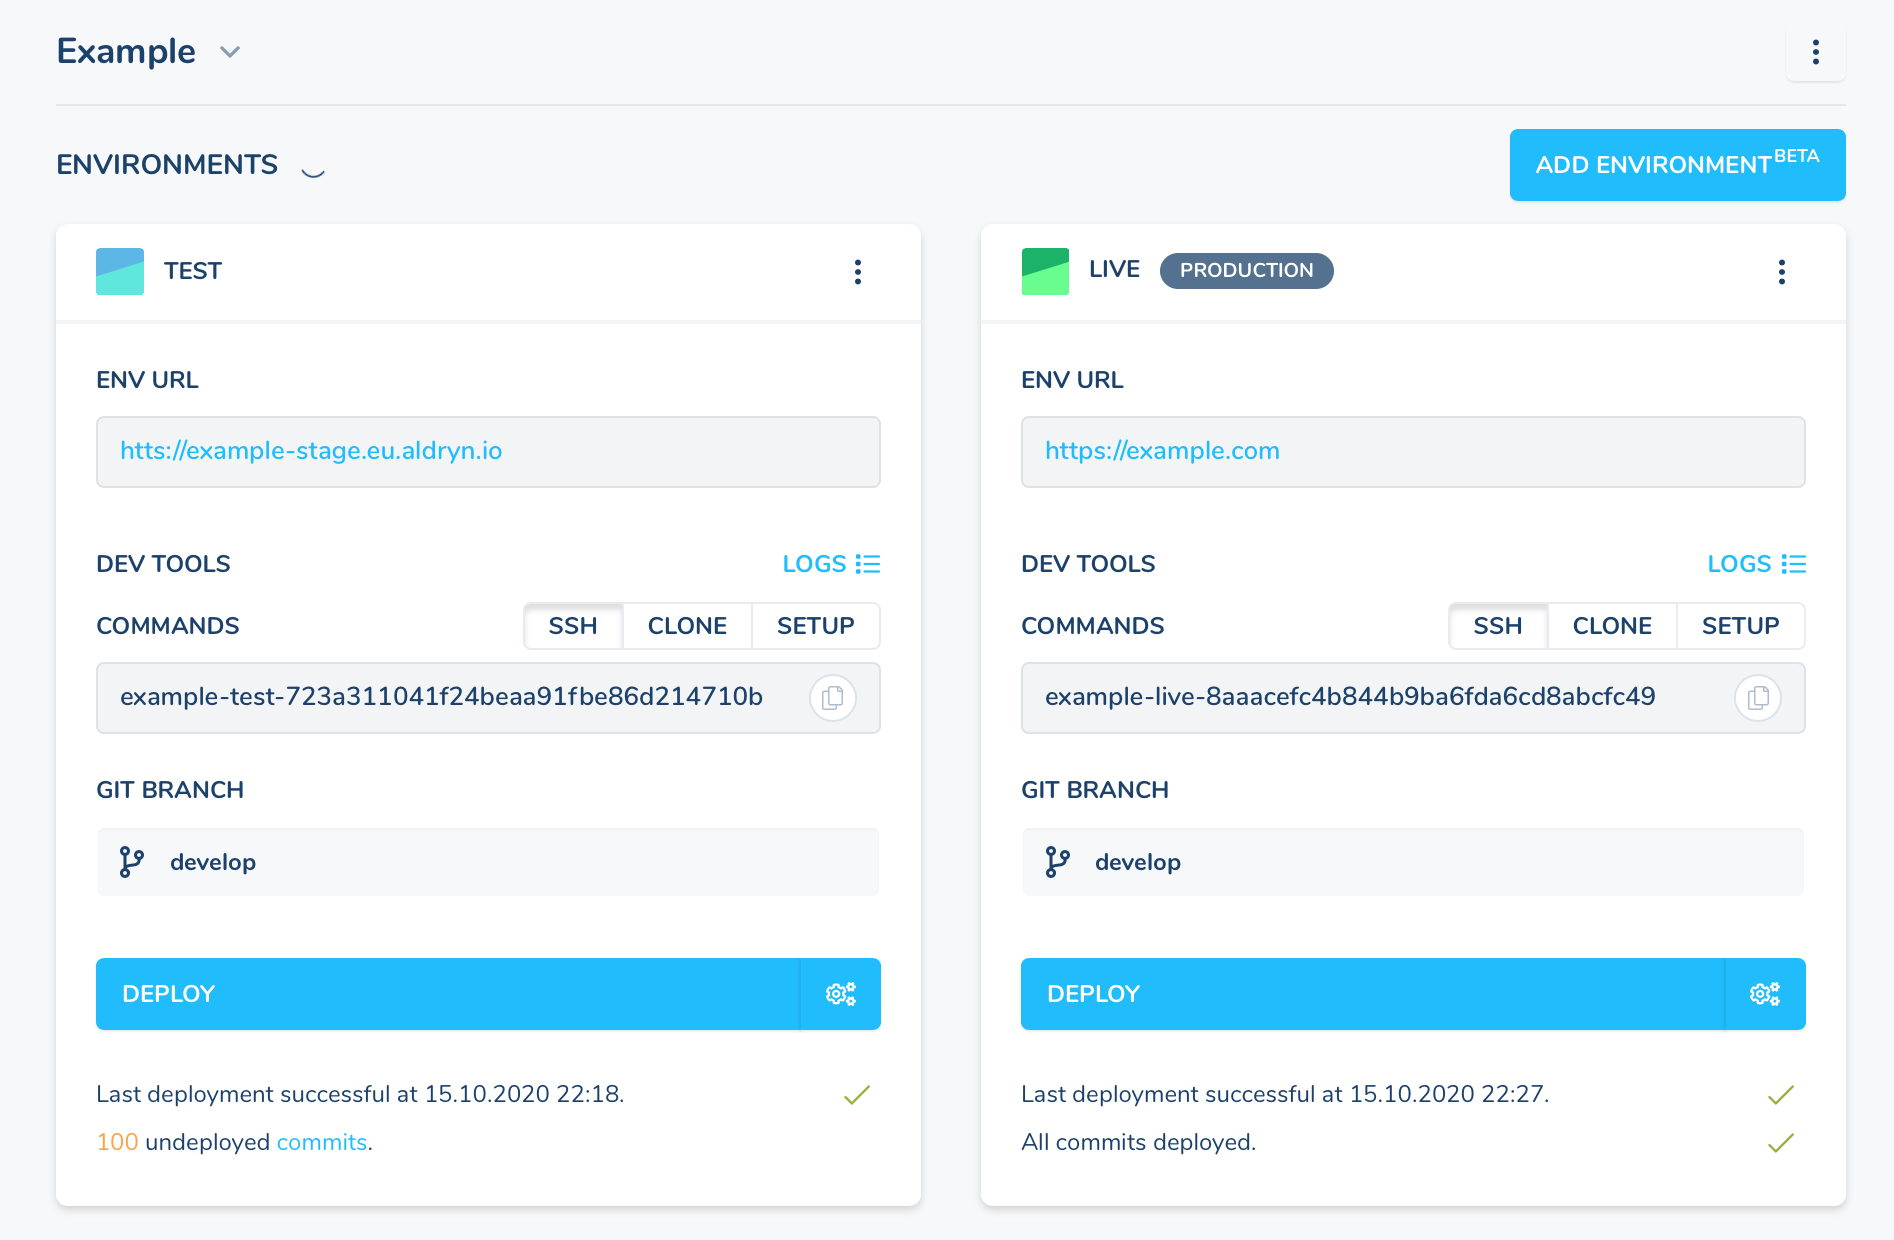 Example
ENVIRONMENTS
ADD ENVIRONMENT BETA
TEST
ENV URL
htts://example-stage.eu.aldryn.io
DEV TOOLS
LOGS
COMMANDS
SSH CLONE SETUP
example-test-723a311041f24beaa91fbe86d214710b
GIT BRANCH
develop
DEPLOY
Last deployment successful at 15.10.2020 22:18.
100 undeployed commits.
LIVE PRODUCTION
ENV URL
https://example.com
DEV TOOLS
LOGS
COMMANDS
SSH CLONE SETUP
example-live-8aaacefc4b844b9ba6fda6cd8abcfc49
GIT BRANCH
develop
DEPLOY
Last deployment successful at 15.10.2020 22:27.
All commits deployed.